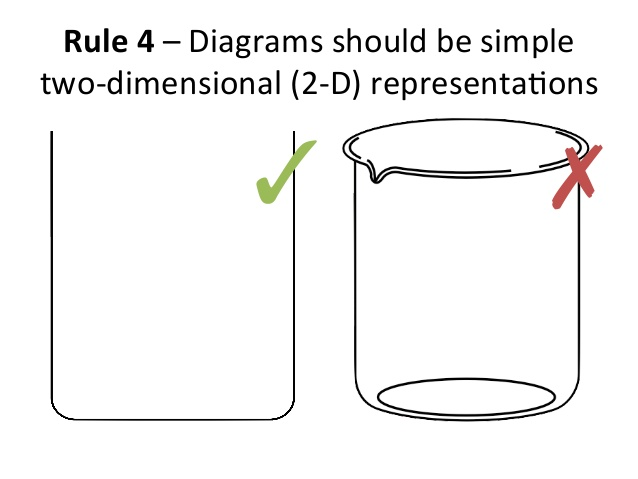 Rule 4 – Diagrams should be simple
two-dimensional (2-D) representations